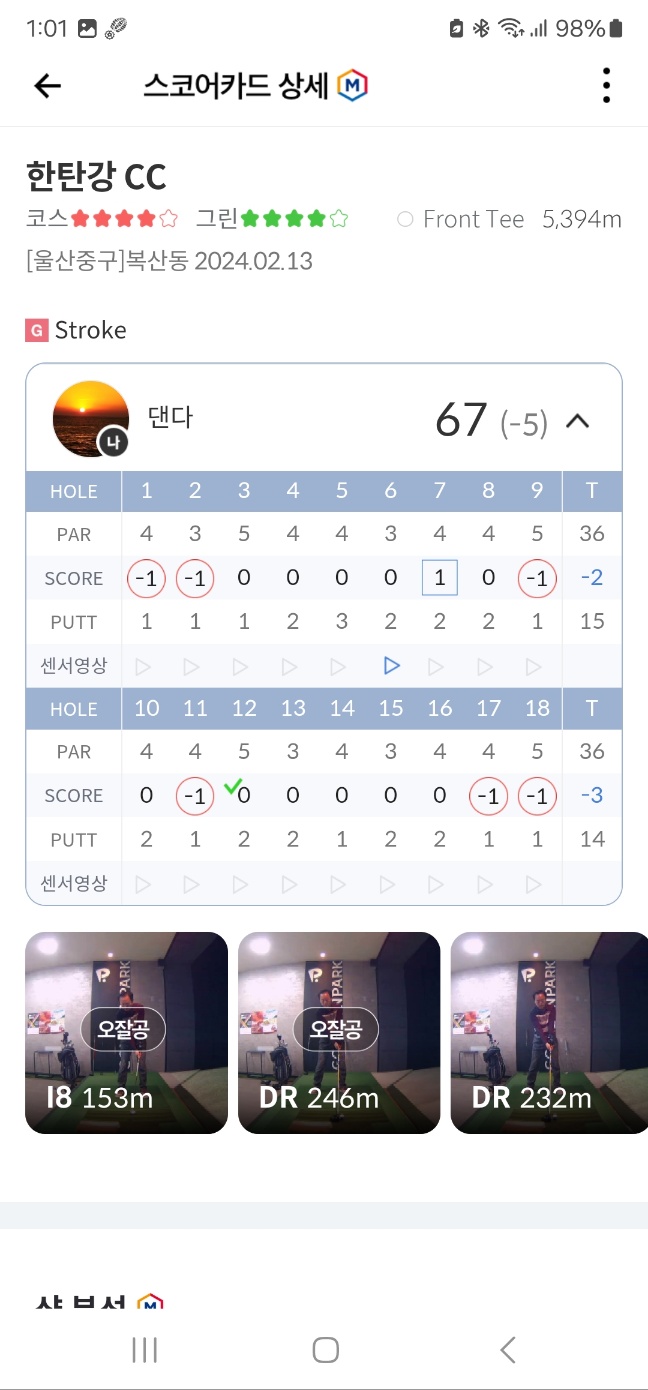 1:01 98%
스코어카드 상세 M
한탄강 CC
코스 그린 Front Tee 5,394m
[울산중구]복산동 2024.02.13
G Stroke
나 댄다 67 (-5)
HOLE 1 2 3 4 5 6 7 8 9 T
PAR 4 3 5 4 4 3 4 4 5 36
SCORE -1 -1 0 0 0 0 1 0 -1 -2
PUTT 1 1 1 2 3 2 2 2 1 15
센서영상
HOLE 10 11 12 13 14 15 16 17 18 T
PAR 4 4 5 3 4 3 4 4 5 36
SCORE 0 -1 0 0 0 0 0 -1 -1 -3
PUTT 2 1 2 2 1 2 2 1 1 14
센서영상
오잘공 오잘공
I8 153m DR 246m DR 232m